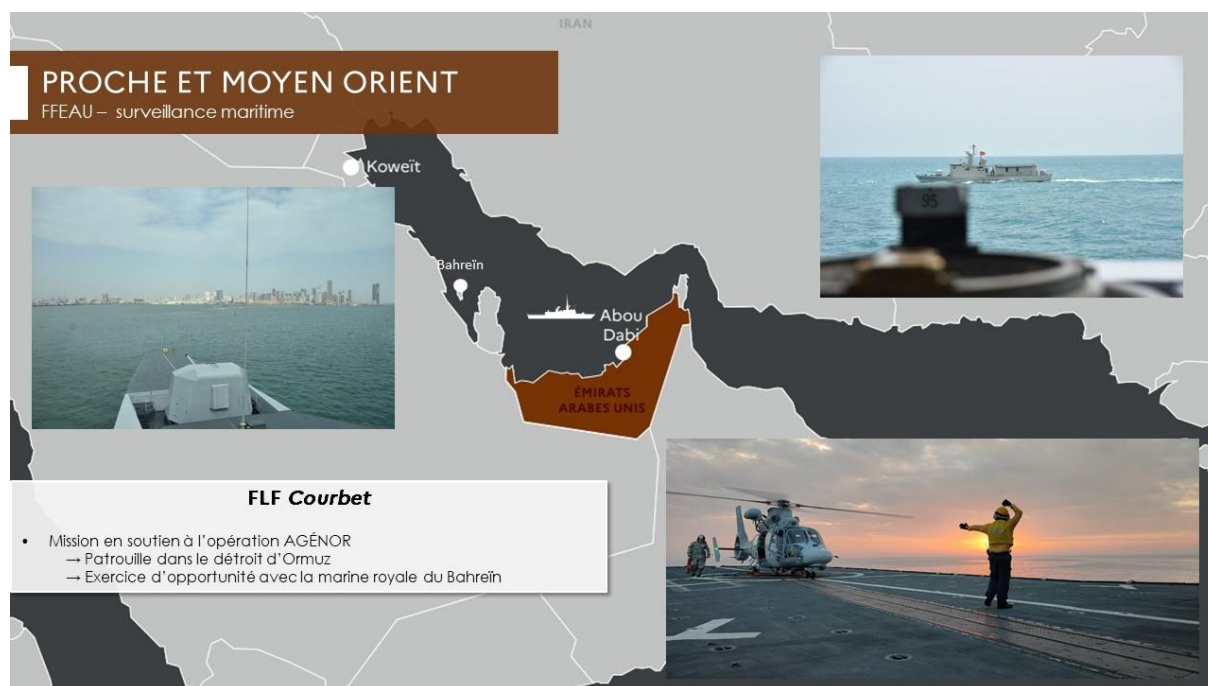 IRAN
PROCHE ET MOYEN ORIENT
FFEAU – surveillance maritime
Koweït
95
Bahreïn
Abou
Dabi
ÉMIRATS
ARABES UNIS
FLF Courbet
• Mission en soutien à l'opération AGÉNOR
→ Patrouille dans le détroit d'Ormuz
→ Exercice d'opportunité avec la marine royale du Bahreïn